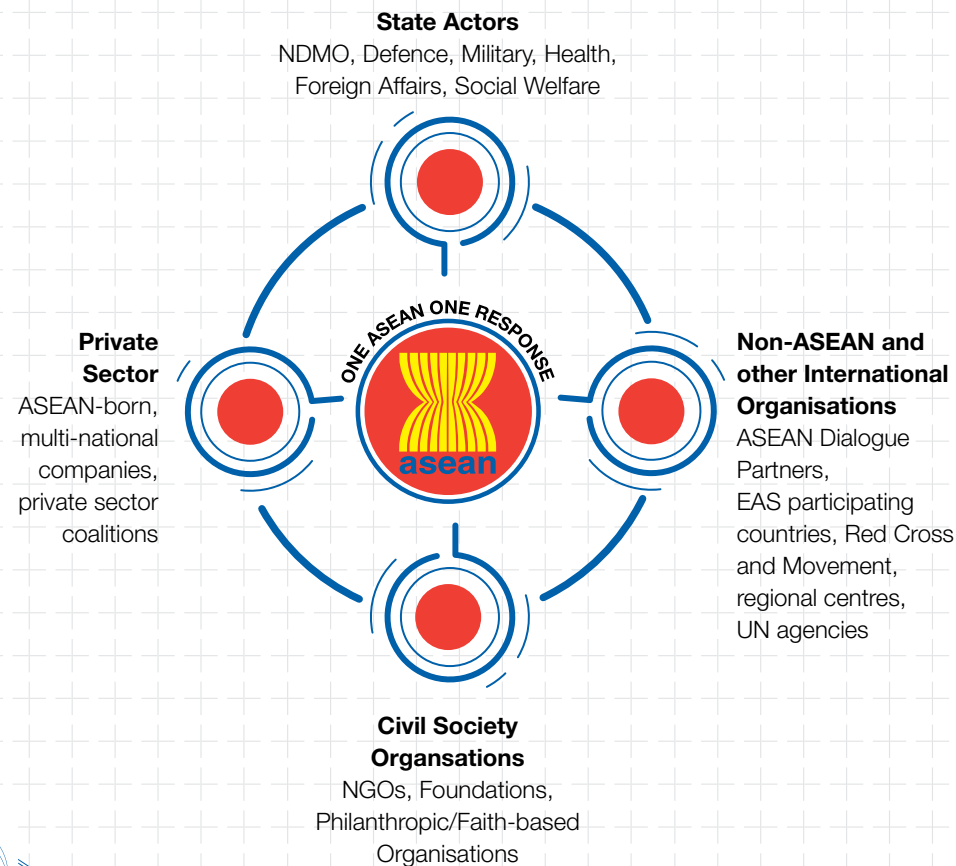 State Actors
NDMO, Defence, Military, Health,
Foreign Affairs, Social Welfare
ONE ASEAN ONE RESPONSE
asean
Private
Sector
ASEAN-born,
multi-national
companies,
private sector
coalitions
Non-ASEAN and
other International
Organisations
ASEAN Dialogue
Partners,
EAS participating
countries, Red Cross
and Movement,
regional centres,
UN agencies
Civil Society
Organsations
NGOs, Foundations,
Philanthropic/Faith-based
Organisations